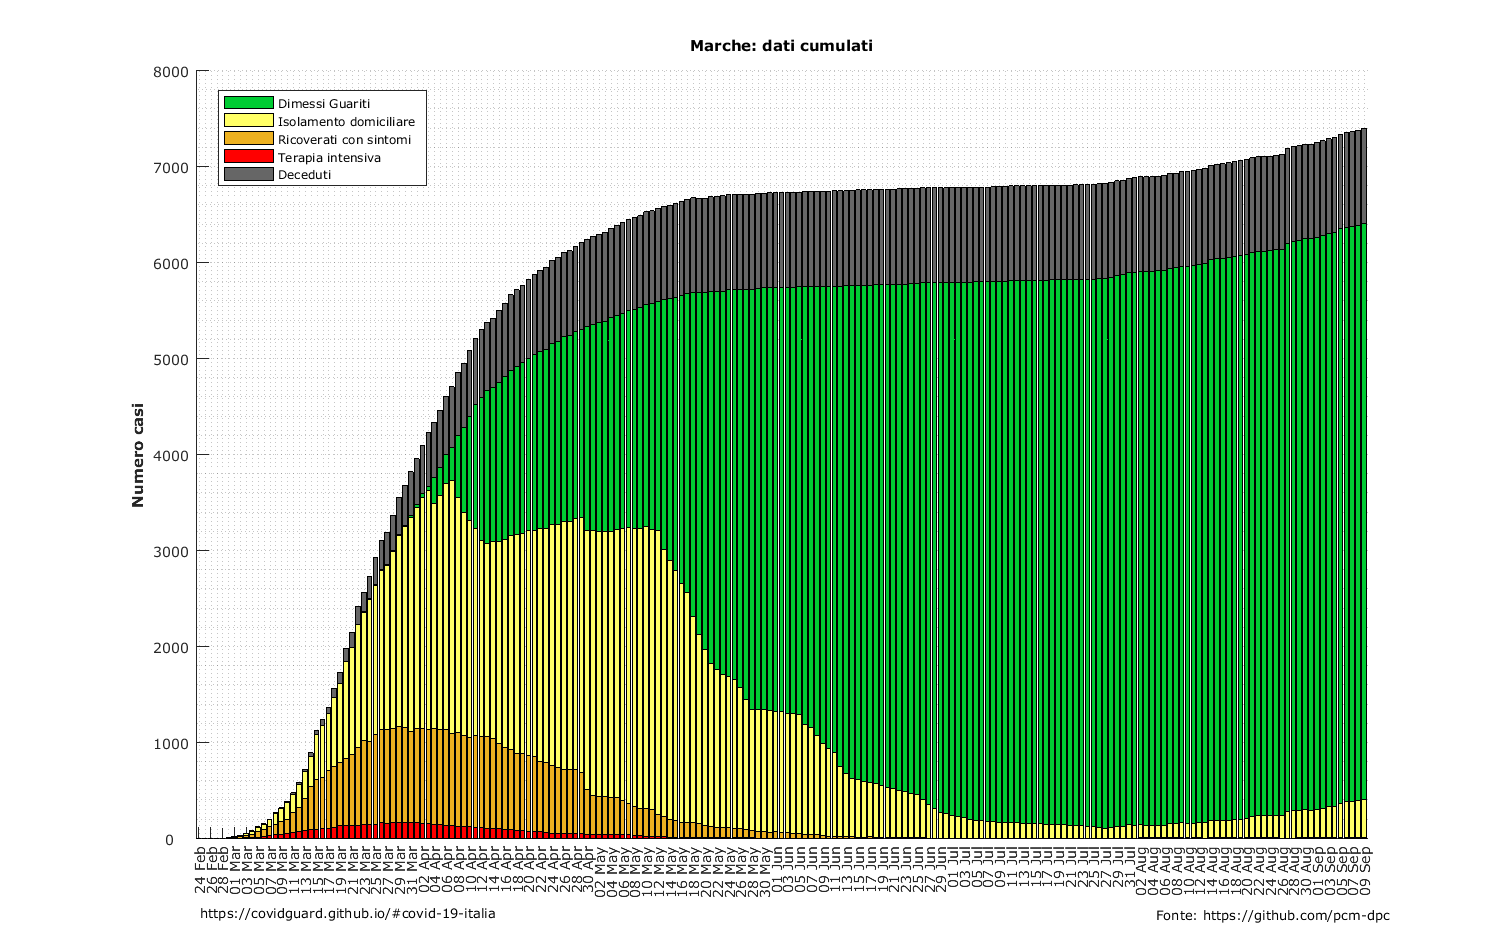 Marche: dati cumulati
8000
7000
6000
5000
4000
3000
2000
1000
0
Numero casi
Dimessi Guariti
Isolamento domiciliare
Ricoverati con sintomi
Terapia intensiva
Deceduti
24 Feb
26 Feb
28 Feb
01 Mar
03 Mar
05 Mar
07 Mar
09 Mar
11 Mar
13 Mar
15 Mar
17 Mar
19 Mar
21 Mar
23 Mar
25 Mar
27 Mar
29 Mar
31 Mar
02 Apr
04 Apr
06 Apr
08 Apr
10 Apr
12 Apr
14 Apr
16 Apr
18 Apr
20 Apr
22 Apr
24 Apr
26 Apr
28 Apr
30 Apr
02 May
04 May
06 May
08 May
10 May
12 May
14 May
16 May
18 May
20 May
22 May
24 May
26 May
28 May
30 May
01 Jun
03 Jun
05 Jun
07 Jun
09 Jun
11 Jun
13 Jun
15 Jun
17 Jun
19 Jun
21 Jun
23 Jun
25 Jun
27 Jun
29 Jun
01 Jul
03 Jul
05 Jul
07 Jul
09 Jul
11 Jul
13 Jul
15 Jul
17 Jul
19 Jul
21 Jul
23 Jul
25 Jul
27 Jul
29 Jul
31 Jul
02 Aug
04 Aug
06 Aug
08 Aug
10 Aug
12 Aug
14 Aug
16 Aug
18 Aug
20 Aug
22 Aug
24 Aug
26 Aug
28 Aug
30 Aug
01 Sep
03 Sep
05 Sep
07 Sep
09 Sep
https://covidguard.github.io/#covid-19-italia
Fonte: https://github.com/pcm-dpc